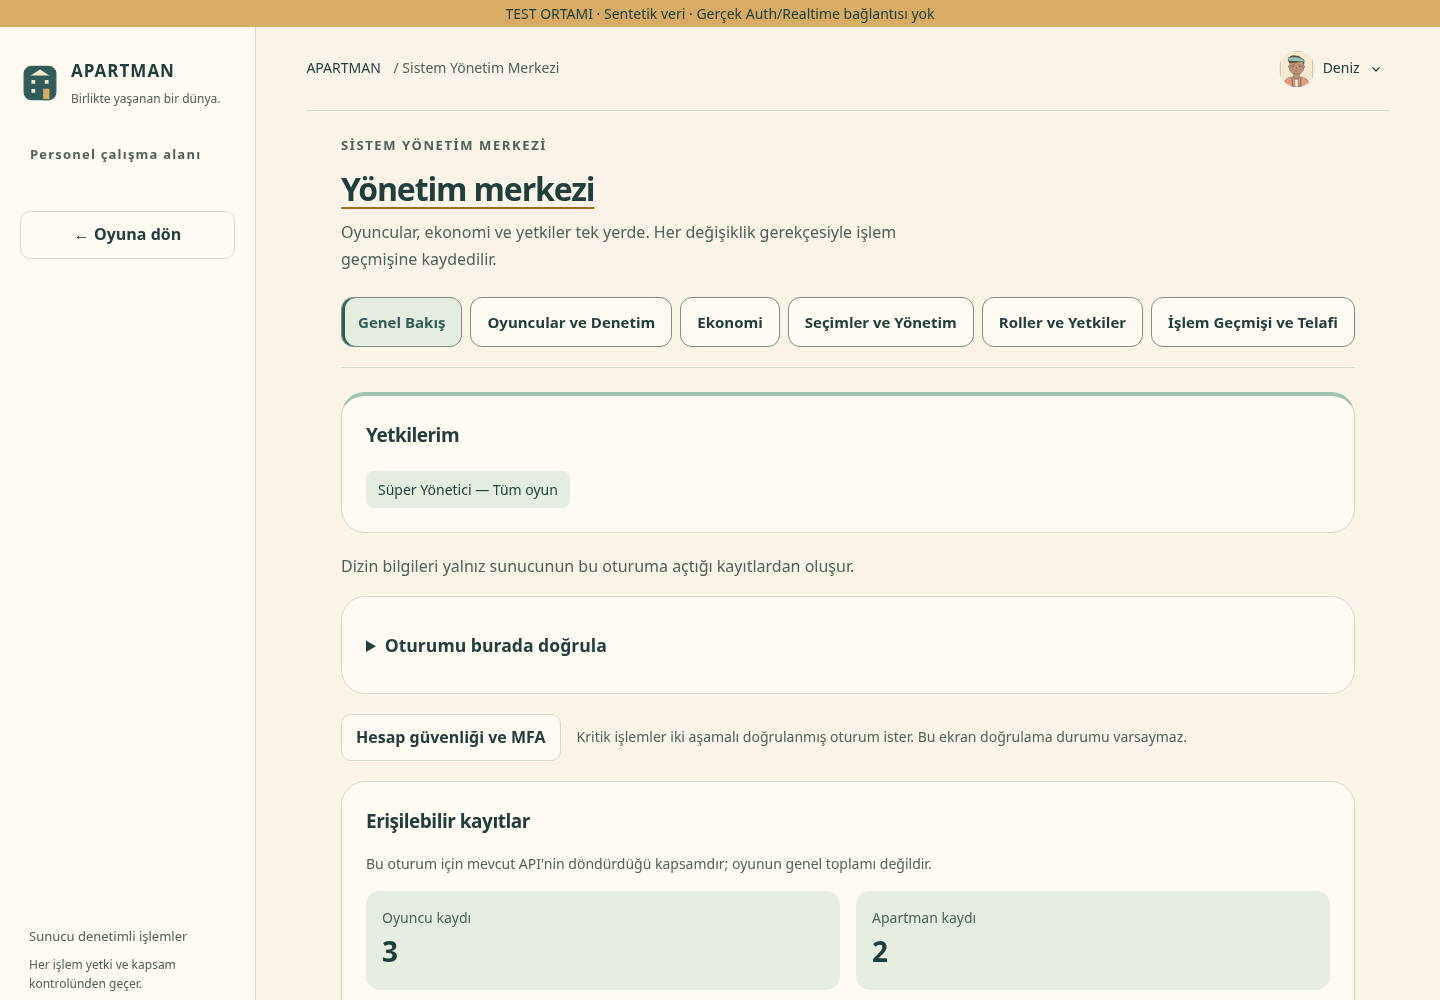 TEST ORTAMI · Sentetik veri · Gerçek Auth/Realtime bağlantısı yok
APARTMAN
Birlikte yaşanan bir dünya.
Personel çalışma alanı
← Oyuna dön
Sunucu denetimli işlemler
Her işlem yetki ve kapsam
kontrolünden geçer.
APARTMAN / Sistem Yönetim Merkezi
Deniz
SİSTEM YÖNETİM MERKEZİ
Yönetim merkezi
Oyuncular, ekonomi ve yetkiler tek yerde. Her değişiklik gerekçesiyle işlem
geçmişine kaydedilir.
Genel Bakış
Oyuncular ve Denetim
Ekonomi
Seçimler ve Yönetim
Roller ve Yetkiler
İşlem Geçmişi ve Telafi
Yetkilerim
Süper Yönetici — Tüm oyun
Dizin bilgileri yalnız sunucunun bu oturuma açtığı kayıtlardan oluşur.
Oturumu burada doğrula
Hesap güvenliği ve MFA
Kritik işlemler iki aşamalı doğrulanmış oturum ister. Bu ekran doğrulama durumu varsaymaz.
Erişilebilir kayıtlar
Bu oturum için mevcut API'nin döndürdüğü kapsamdır; oyunun genel toplamı değildir.
Oyuncu kaydı
3
Apartman kaydı
2